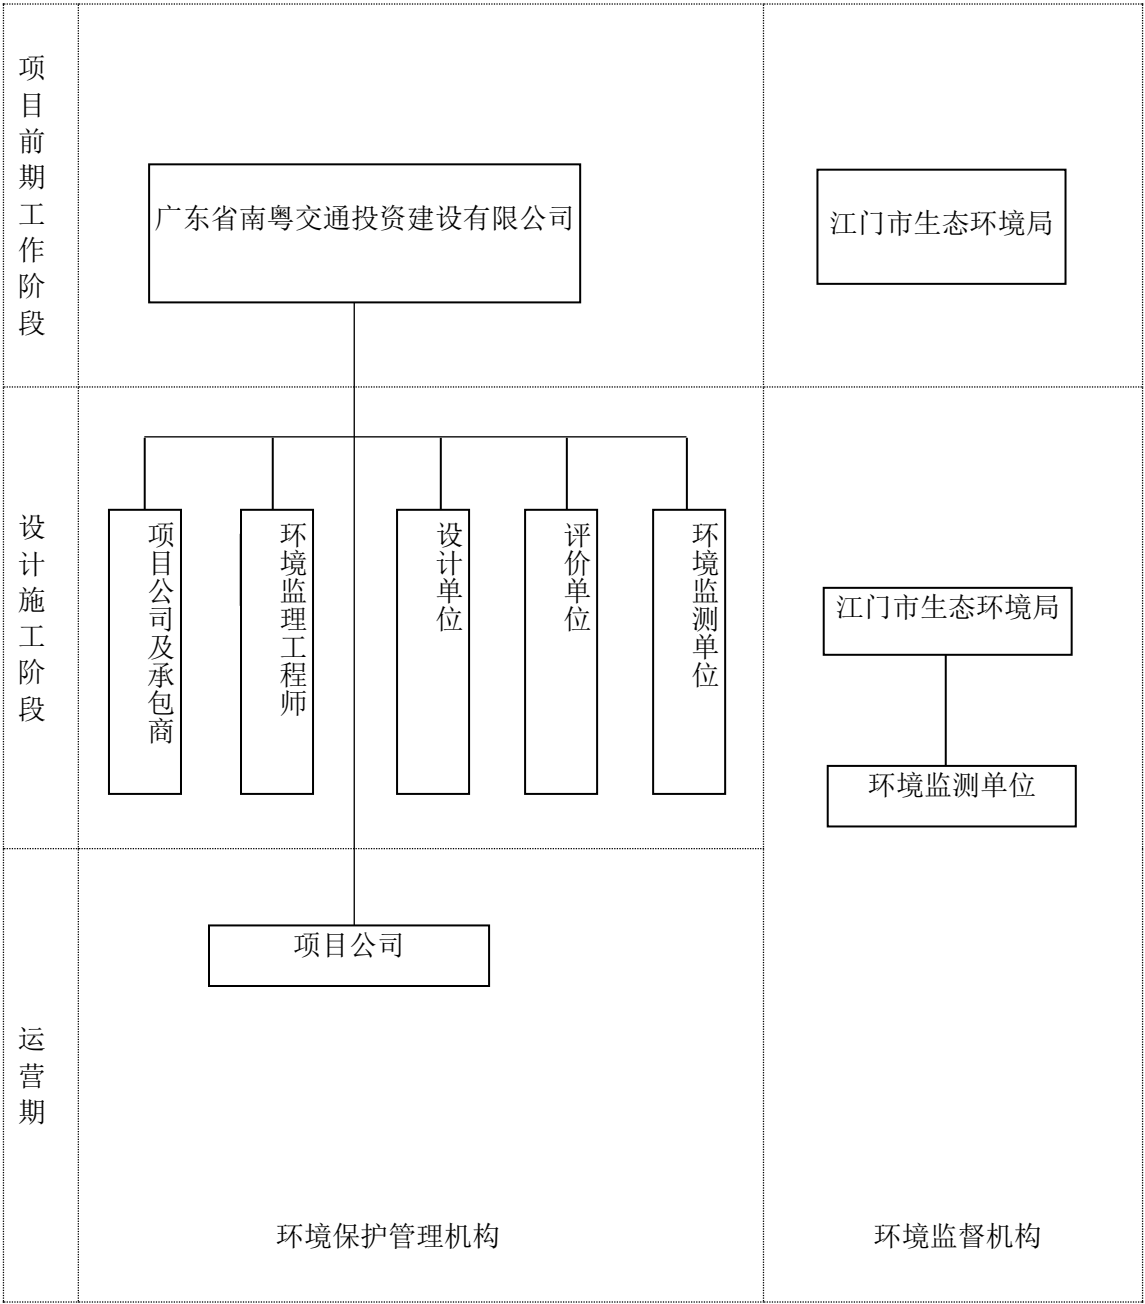 项目前期工作阶段
广东省南粤交通投资建设有限公司
江门市生态环境局
设计施工阶段
项目公司及承包商
环境监理工程师
设计单位
评价单位
环境监测单位
江门市生态环境局
环境监测单位
运营期
项目公司
环境保护管理机构
环境监督机构